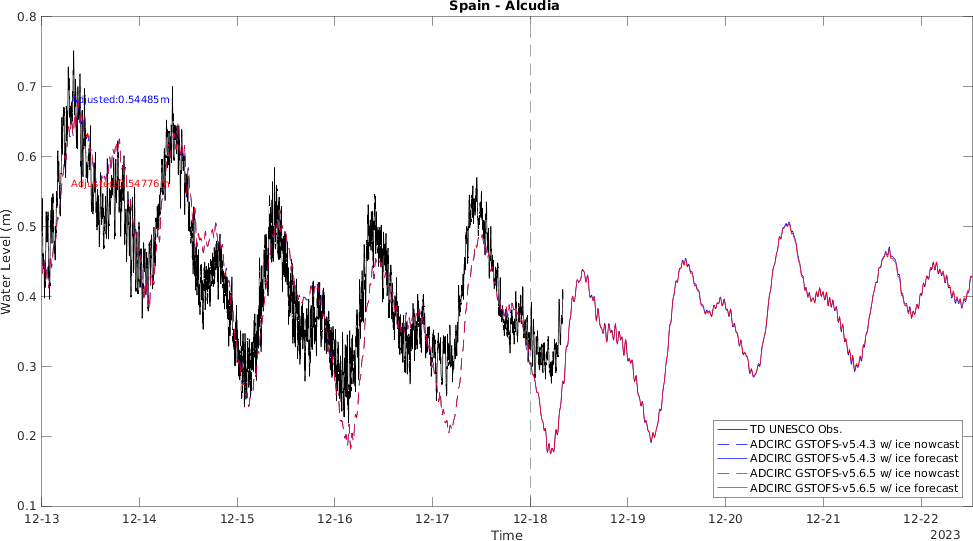 Spain - Alcudia
0.8
0.7
0.6
0.5
0.4
0.3
0.2
0.1
Water Level (m)
Adjusted:0.54485m
Adjusted:0.54776m
TD UNESCO Obs.
ADCIRC GSTOFS-v5.4.3 w/ ice nowcast
ADCIRC GSTOFS-v5.4.3 w/ ice forecast
ADCIRC GSTOFS-v5.6.5 w/ ice nowcast
ADCIRC GSTOFS-v5.6.5 w/ ice forecast
12-13 12-14 12-15 12-16 12-17 12-18 12-19 12-20 12-21 12-22
Time
2023